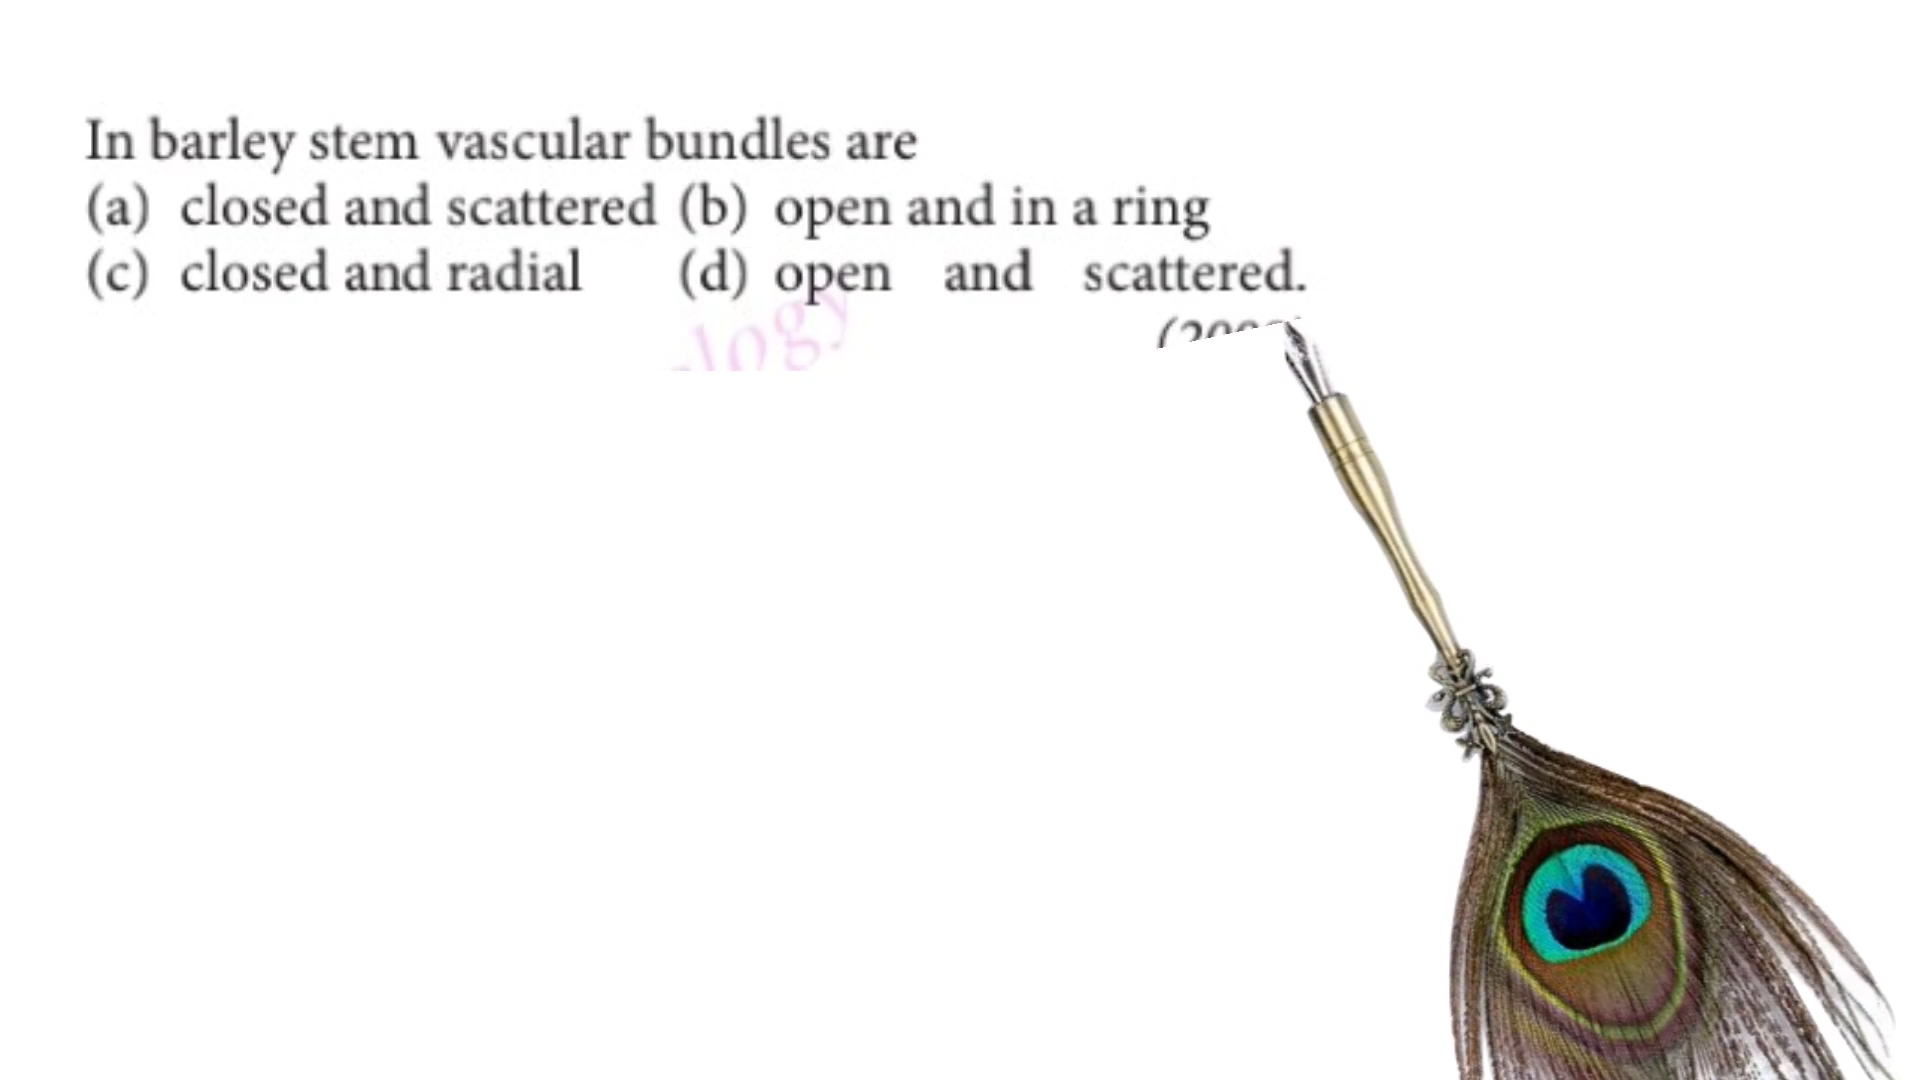 In barley stem vascular bundles are
(a) closed and scattered (b) open and in a ring
(c) closed and radial (d) open and scattered.